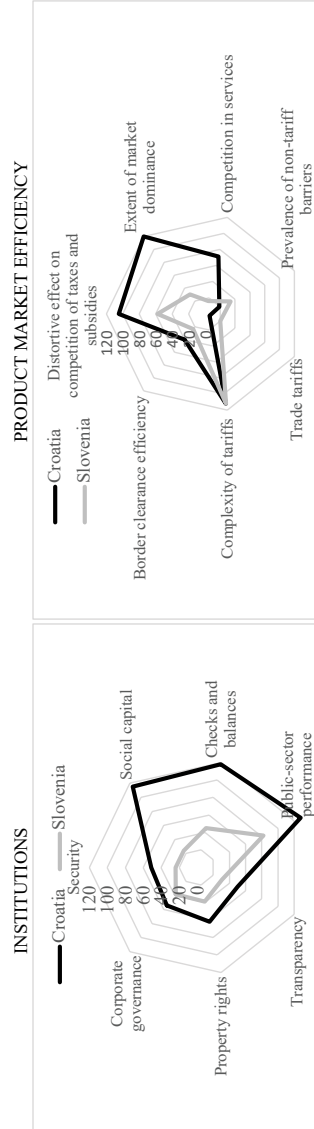 INSTITUTIONS
Croatia
Slovenia
Security
120
100
80
60
40
20
0
Social capital
Checks and
balances
Public-sector
performance
Transparency
Property rights
Corporate
governance
PRODUCT MARKET EFFICIENCY
Croatia
Slovenia
Distortive effect on
competition of taxes and
subsidies
120
100
80
60
40
20
0
Extent of market
dominance
Competition in services
Prevalence of non-tariff
barriers
Trade tariffs
Complexity of tariffs
Border clearance efficiency